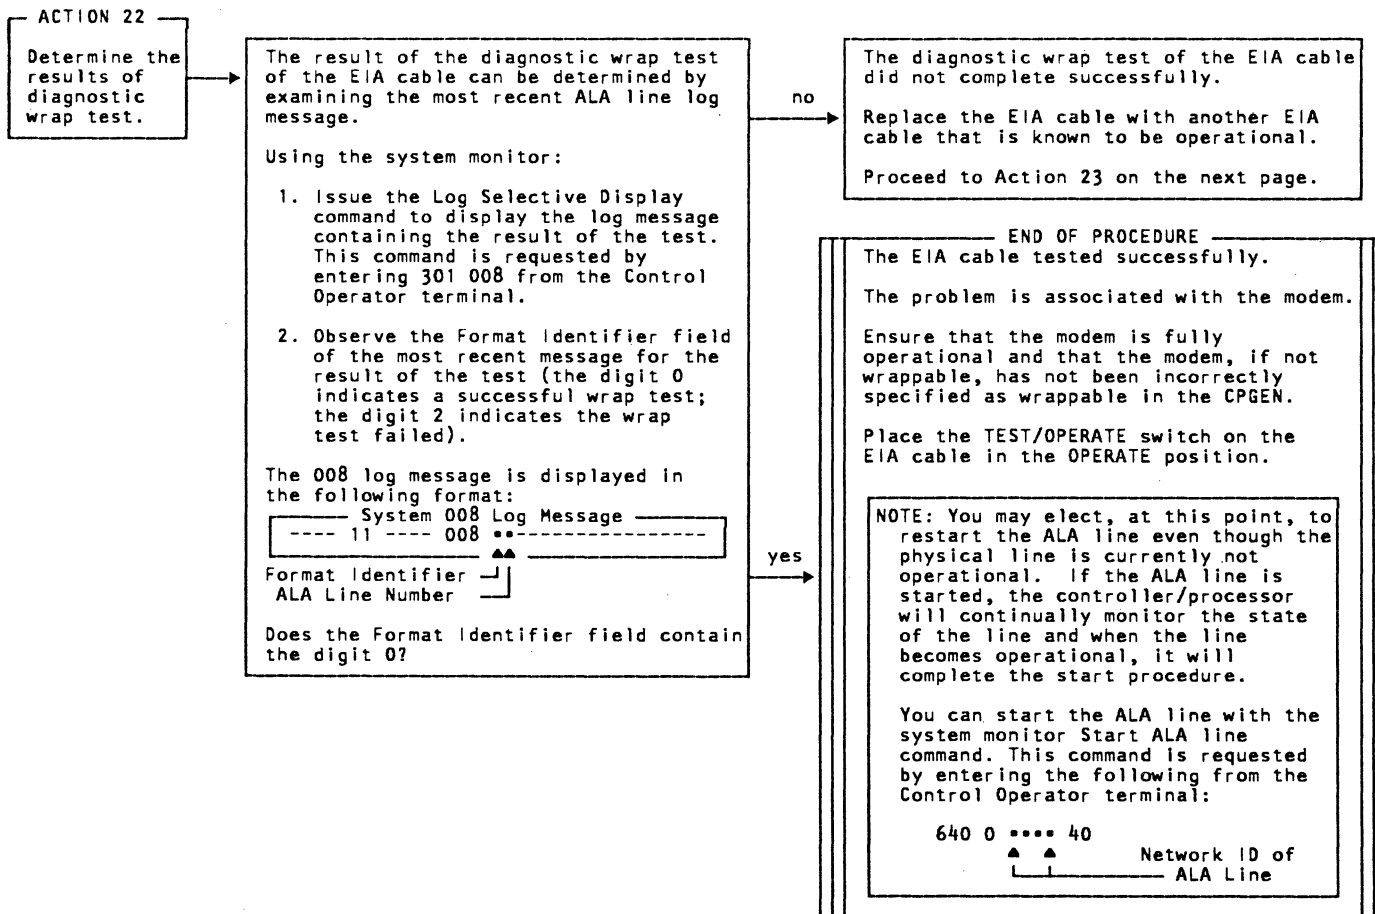 ACTION 22
Determine the
results of
diagnostic
wrap test.
The result of the diagnostic wrap test
of the EIA cable can be determined by
examining the most recent ALA line log
message.
Using the system monitor:
1. Issue the Log Selective Display
command to display the log message
containing the result of the test.
This command is requested by
entering 301 008 from the Control
Operator terminal.
2. Observe the Format Identifier field
of the most recent message for the
result of the test (the digit 0
indicates a successful wrap test;
the digit 2 indicates the wrap
test failed).
The 008 log message is displayed in
the following format:
System 008 Log Message
---- 11 ---- 008 ••-----------------
Format Identifier
ALA Line Number
Does the Format Identifier field contain
the digit 0?
no
The diagnostic wrap test of the EIA cable
did not complete successfully.
Replace the EIA cable with another EIA
cable that is known to be operational.
Proceed to Action 23 on the next page.
yes
END OF PROCEDURE
The EIA cable tested successfully.
The problem is associated with the modem.
Ensure that the modem is fully
operational and that the modem, if not
wrappable, has not been incorrectly
specified as wrappable in the CPGEN.
Place the TEST/OPERATE switch on the
EIA cable in the OPERATE position.
NOTE: You may elect, at this point, to
restart the ALA line even though the
physical line is currently not
operational. If the ALA line is
started, the controller/processor
will continually monitor the state
of the line and when the line
becomes operational, it will
complete the start procedure.
You can start the ALA line with the
system monitor Start ALA line
command. This command is requested
by entering the following from the
Control Operator terminal:
640 0 •••• 40
Network ID of
ALA Line